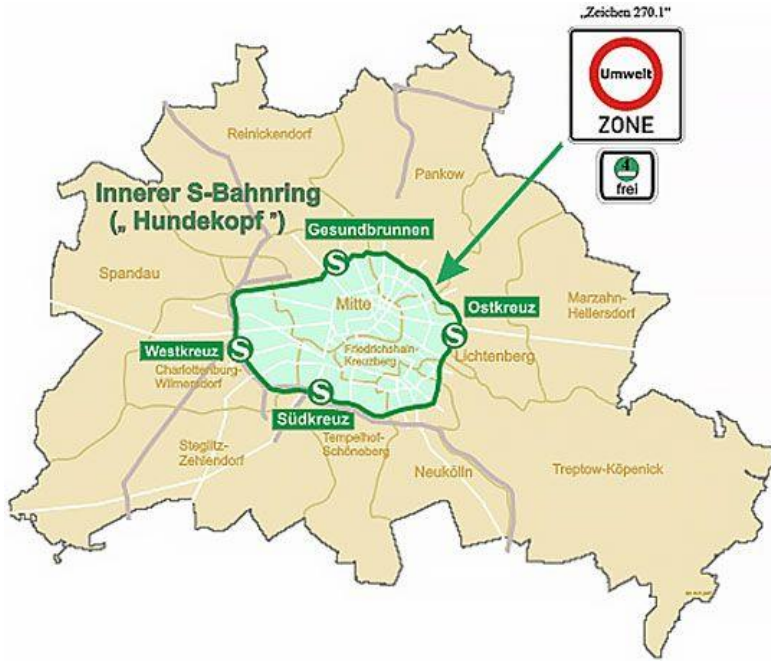 „Zeichen 270.1"
Umwelt
ZONE
4
frei
Reinickendorf
Pankow
Innerer S-Bahnring
(„ Hundekopf ”)
Gesundbrunnen
S
Spandau
Mitte
Ostkreuz
S
Marzahn-
Hellersdorf
Westkreuz
S
Friedrichshain-
Kreuzberg
Lichtenberg
Charlottenburg-
Wilmersdorf
S
Südkreuz
Steglitz-
Zehlendorf
Tempelhof-
Schöneberg
Neukölln
Treptow-Köpenick